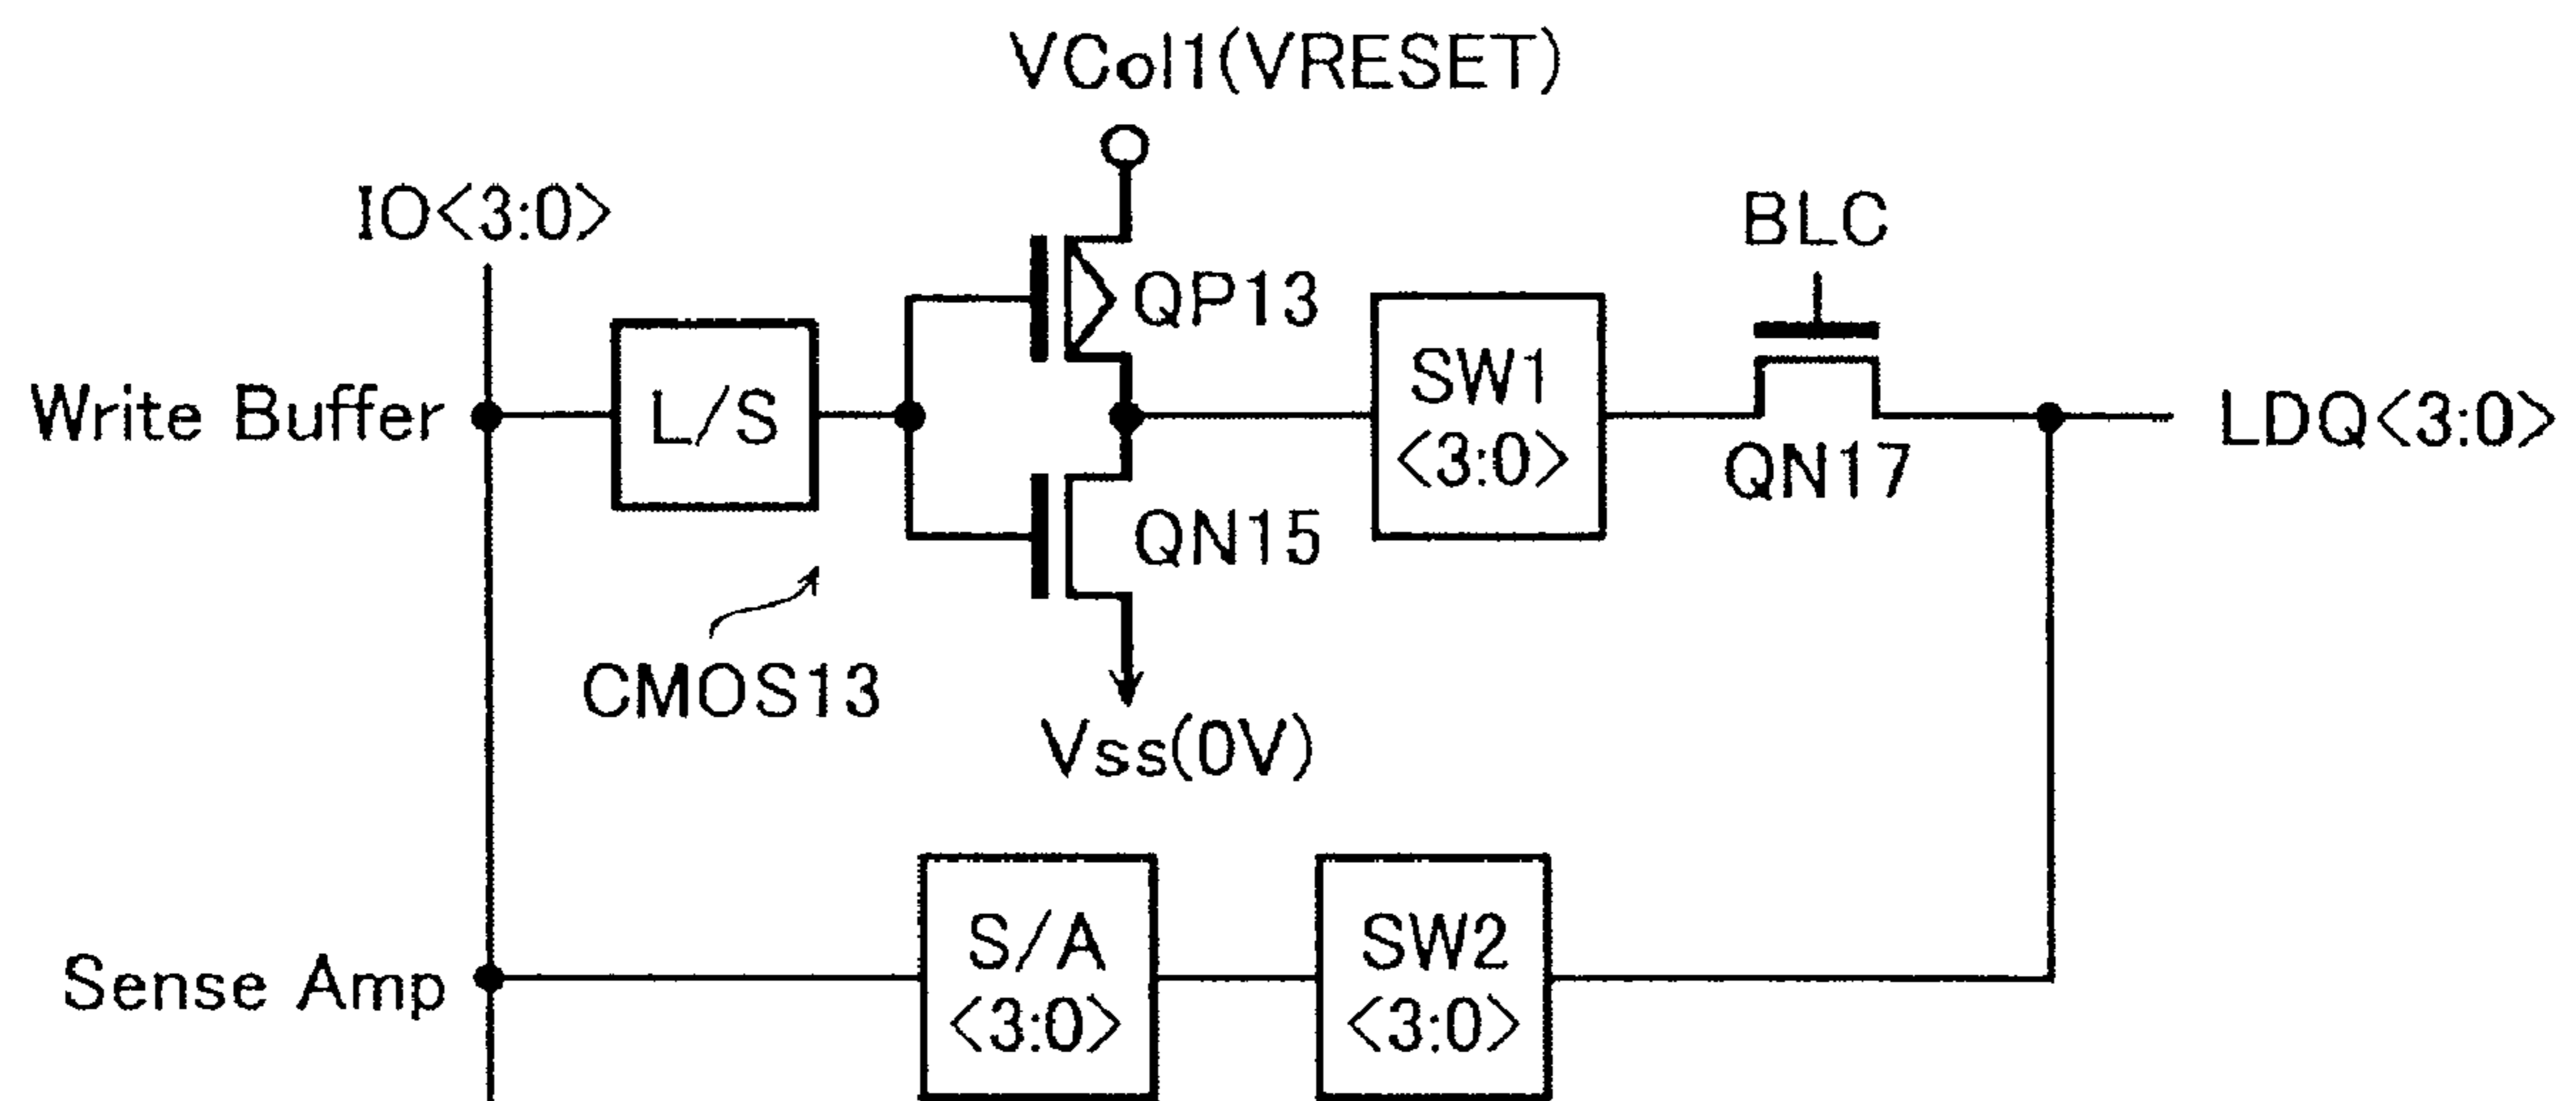 VCol1(VRESET)
IO<3:0>
BLC
QP13
Write Buffer
L/S
SW1
<3:0>
LDQ<3:0>
QN17
QN15
CMOS13
Vss(0V)
Sense Amp
S/A
<3:0>
SW2
<3:0>